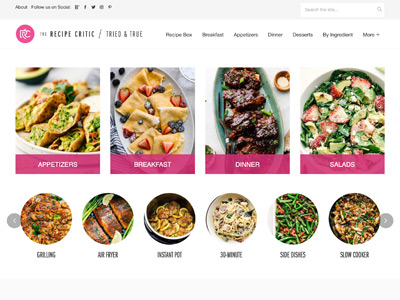 About Follow us on Social:
Search the site...
RC THE RECIPE CRITIC / TRIED & TRUE
Recipe Box Breakfast Appetizers Dinner Desserts By Ingredient More
APPETIZERS BREAKFAST DINNER SALADS
GRILLING AIR FRYER INSTANT POT 30-MINUTE SIDE DISHES SLOW COOKER